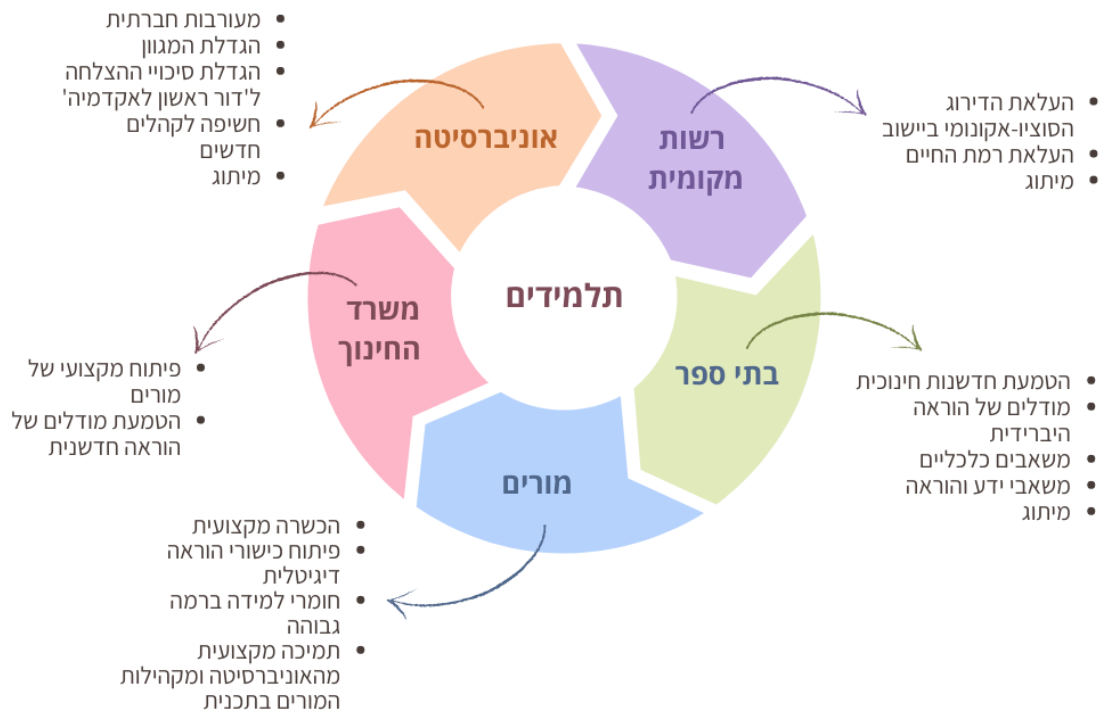 מעורבות חברתית
הגדלת המגוון
הגדלת סיכויי ההצלחה
ל'דור ראשון לאקדמיה'
חשיפה לקהלים
חדשים
מיתוג
אוניברסיטה
רשות
מקומית
העלאת הדירוג
הסוציו-אקונומי ביישוב
העלאת רמת החיים
מיתוג
תלמידים
משרד
החינוך
פיתוח מקצועי של
מורים
הטמעת מודלים של
הוראה חדשנית
בתי ספר
הטמעת חדשנות חינוכית
מודלים של הוראה
היברידית
משאבים כלכליים
משאבי ידע והוראה
מיתוג
מורים
הכשרה מקצועית
פיתוח כישורי הוראה
דיגיטלית
חומרי למידה ברמה
גבוהה
תמיכה מקצועית
מהאוניברסיטה ומקהילות
המורים בתכנית